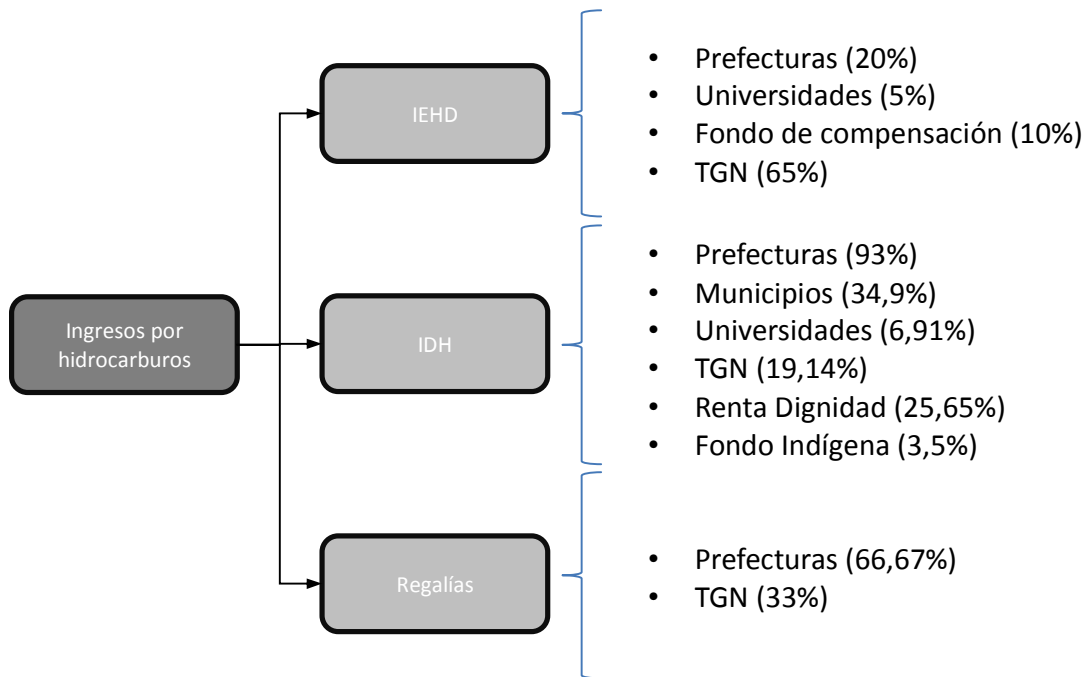 Ingresos por
hidrocarburos
IEHD
• Prefecturas (20%)
• Universidades (5%)
• Fondo de compensación (10%)
• TGN (65%)
IDH
• Prefecturas (93%)
• Municipios (34,9%)
• Universidades (6,91%)
• TGN (19,14%)
• Renta Dignidad (25,65%)
• Fondo Indígena (3,5%)
Regalías
• Prefecturas (66,67%)
• TGN (33%)